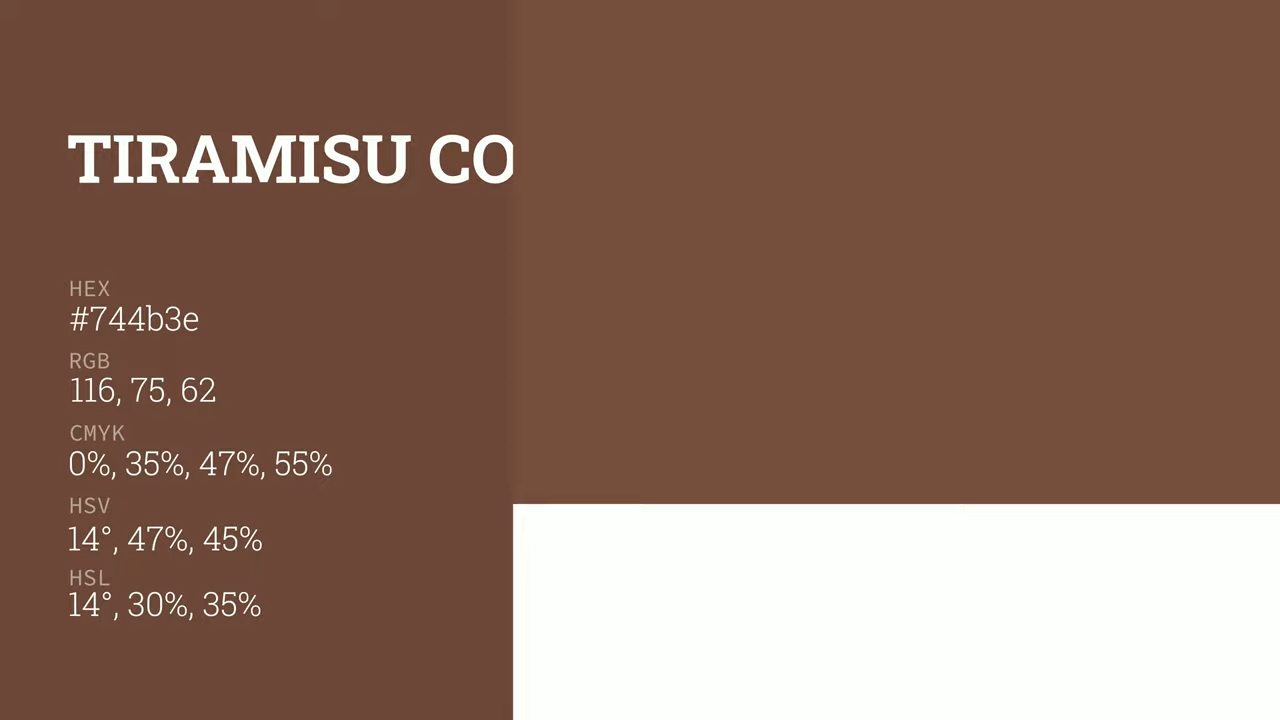 TIRAMISU CO
HEX
#744b3e
RGB
116, 75, 62
CMYK
0%, 35%, 47%, 55%
HSV
14°, 47%, 45%
HSL
14°, 30%, 35%